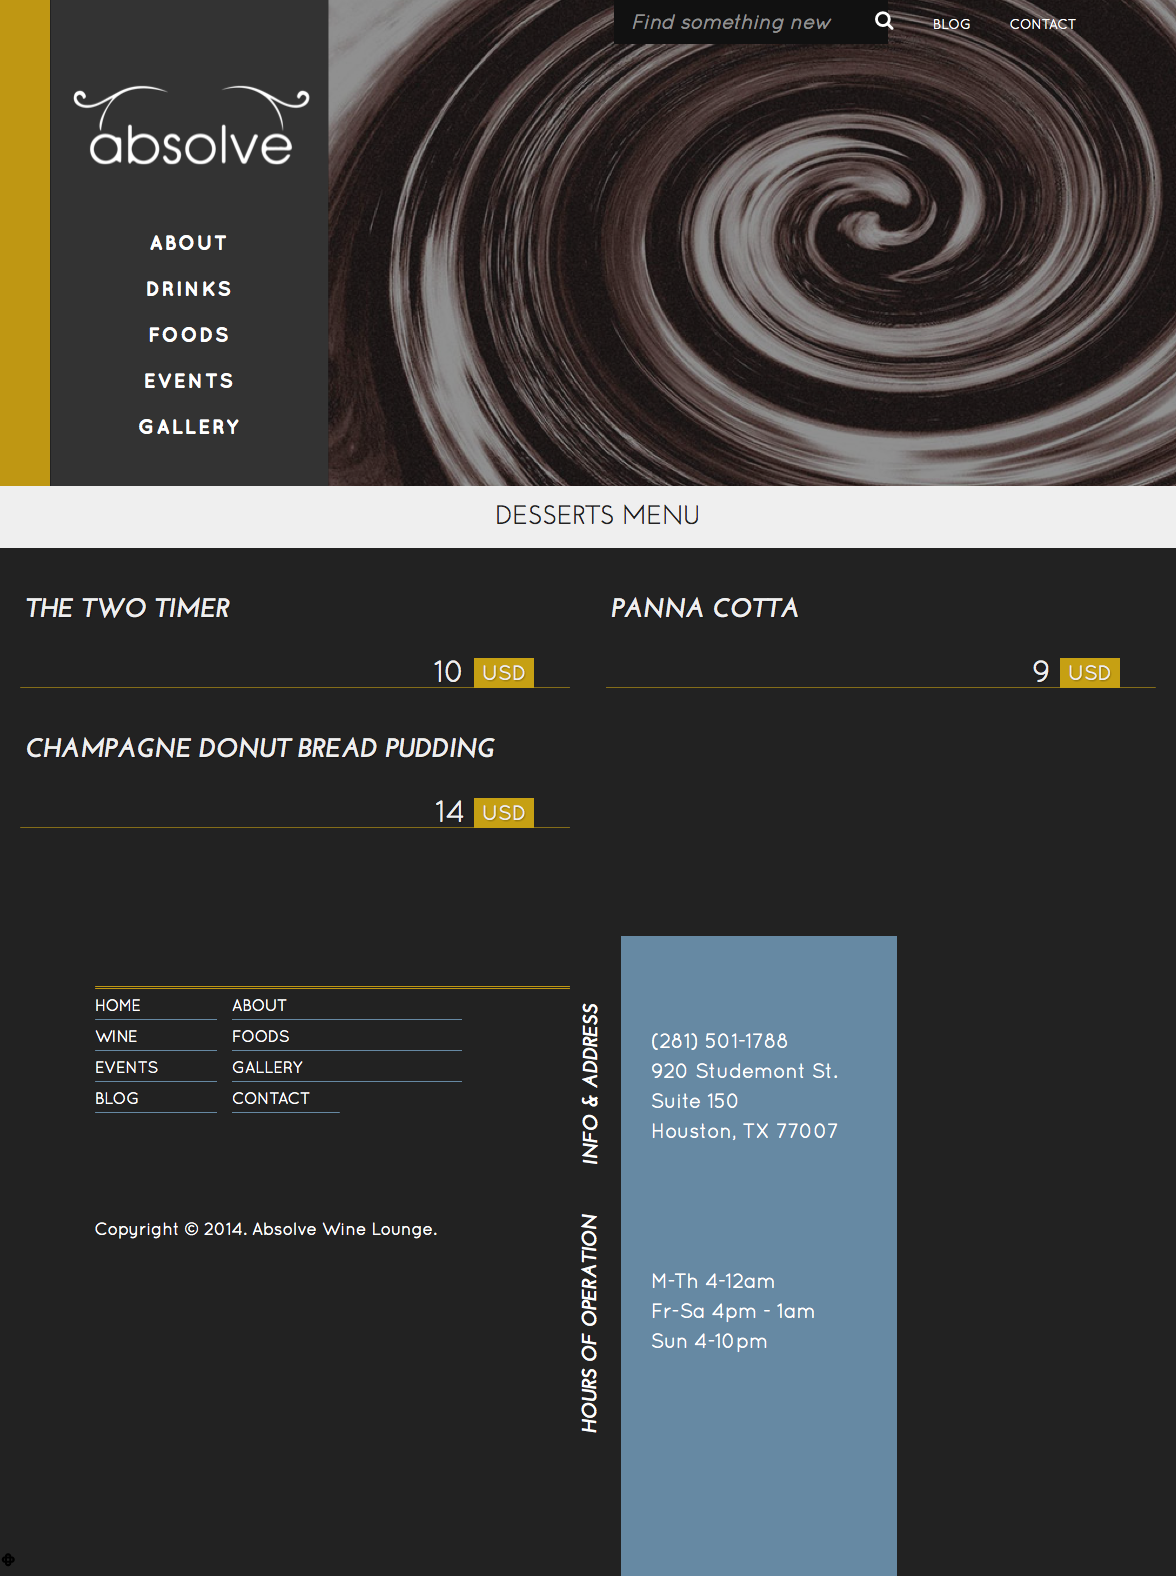 Find something new
BLOG
CONTACT
absolve
ABOUT
DRINKS
FOODS
EVENTS
GALLERY
DESSERTS MENU
THE TWO TIMER
10 USD
PANNA COTTA
9 USD
CHAMPAGNE DONUT BREAD PUDDING
14 USD
HOME
ABOUT
WINE
FOODS
EVENTS
GALLERY
BLOG
CONTACT
Copyright © 2014. Absolve Wine Lounge.
INFO & ADDRESS
(281) 501-1788
920 Studemont St.
Suite 150
Houston, TX 77007
HOURS OF OPERATION
M-Th 4-12am
Fr-Sa 4pm - 1am
Sun 4-10pm